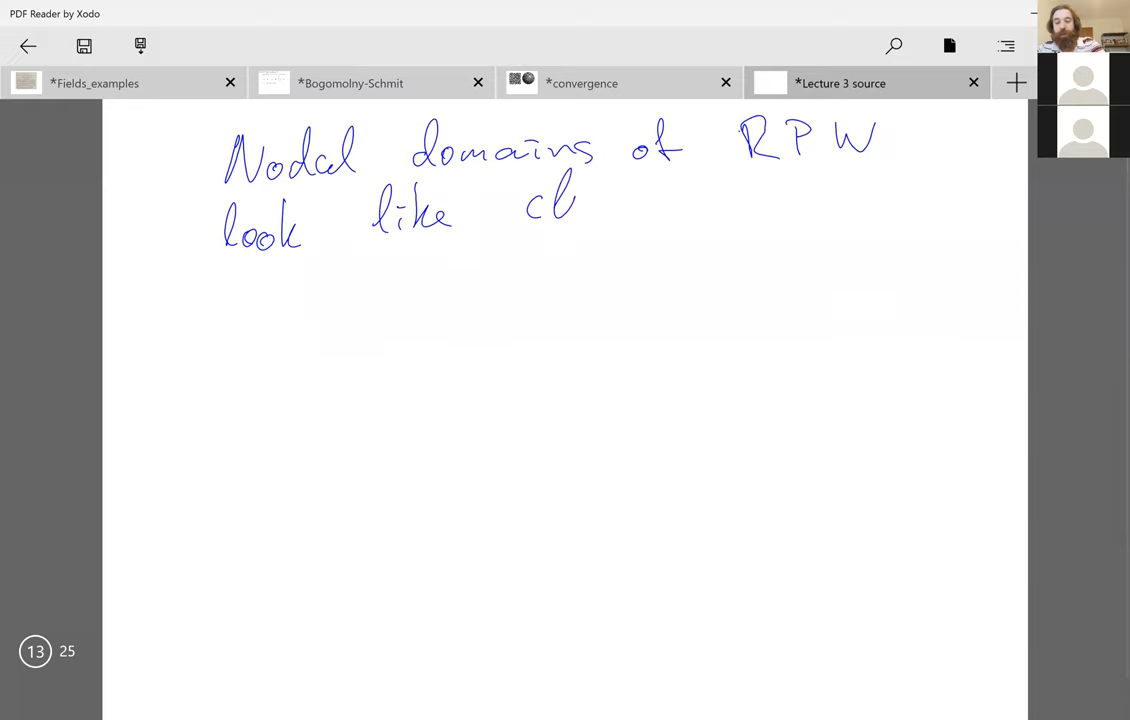 PDF Reader by Xodo
*Fields_examples
*Bogomolny-Schmit
*convergence
*Lecture 3 source
Nodal domains of RPW
look like cl
13 25